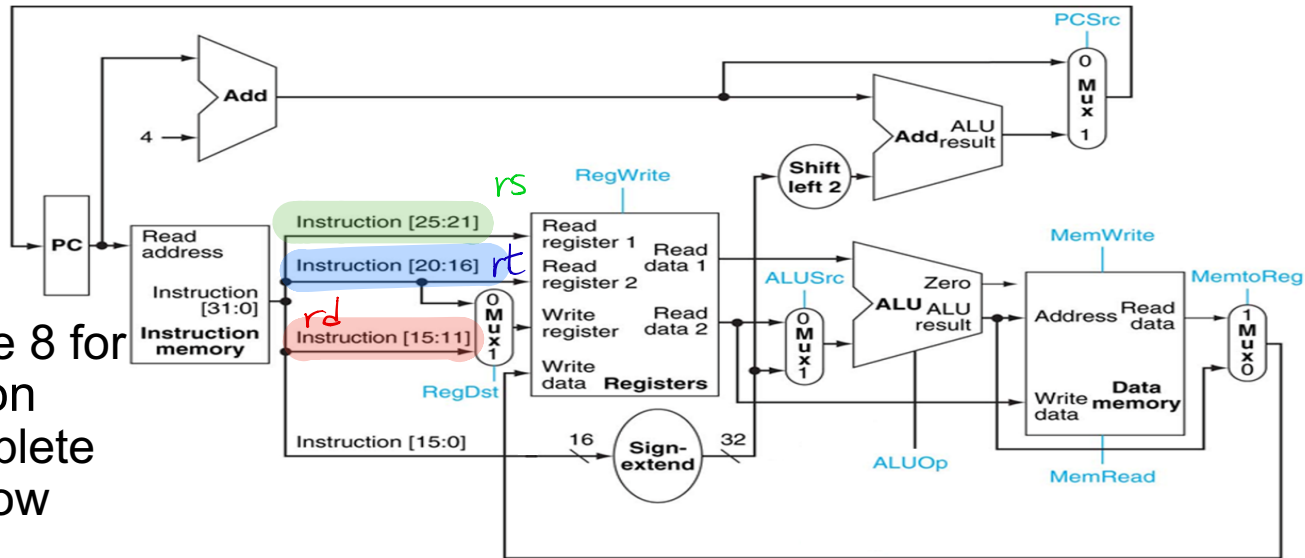 PCSrc
0
Mux
1
Add
4
Add ALU
result
Shift
left 2
rs
RegWrite
PC
Read
address
Instruction
[31:0]
Instruction
memory
Instruction [25:21]
Instruction [20:16]
rt
rd
Instruction [15:11]
Instruction [15:0]
0
Mux
1
RegDst
Read
register 1
Read
register 2
Write
register
Write
data
Read
data 1
Read
data 2
Registers
16
Sign-
extend
32
ALUSrc
0
Mux
1
Zero
ALU ALU
result
ALUOp
MemWrite
Address
Read
data
Write
data
Data
memory
MemRead
MemtoReg
1
Mux
0
e 8 for
on
plete
ow